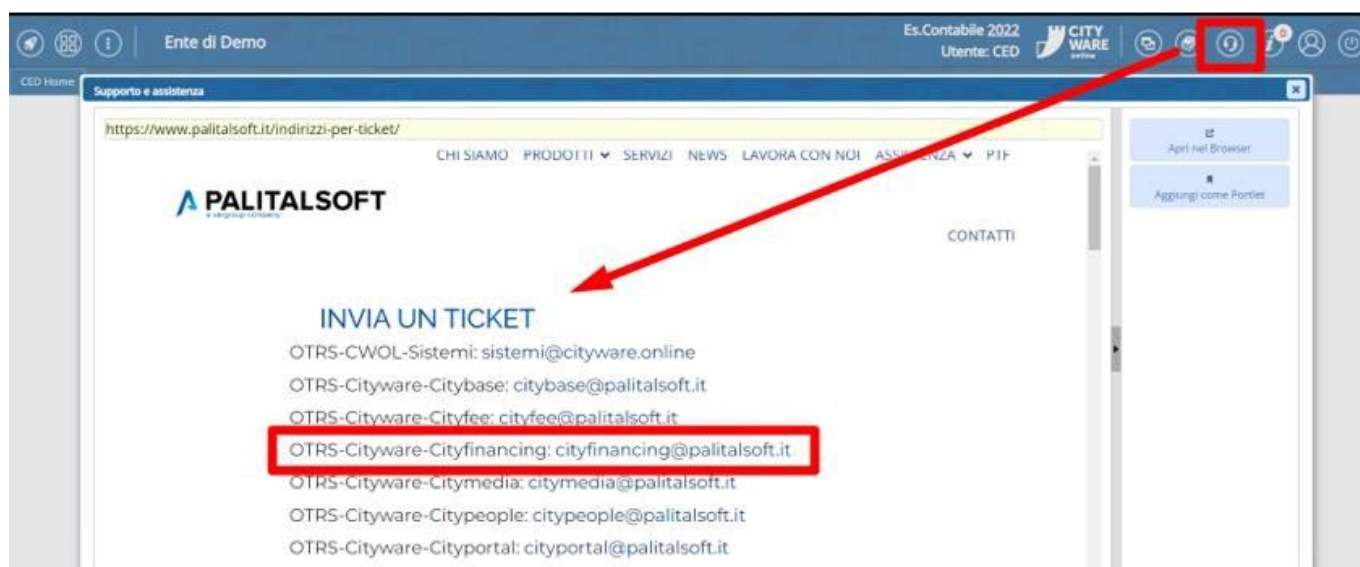 Ente di Demo
Es.Contabile 2022
Utente: CED
CITY
WARE
online
0
CED Home
Supporto e assistenza
https://www.palitalsoft.it/indirizzi-per-ticket/
CHI SIAMO PRODOTTI SERVIZI NEWS LAVORA CON NOI ASSISTENZA PTF
PALITALSOFT
CONTATTI
Apri nel Browser
Aggiungi come Portlet
INVIA UN TICKET
OTRS-CWOL-Sistemi: sistemi@cityware.online
OTRS-Cityware-Citybase: citybase@palitalsoft.it
OTRS-Cityware-Cityfee: cityfee@palitalsoft.it
OTRS-Cityware-Cityfinancing: cityfinancing@palitalsoft.it
OTRS-Cityware-Citymedia: citymedia@palitalsoft.it
OTRS-Cityware-Citypeople: citypeople@palitalsoft.it
OTRS-Cityware-Cityportal: cityportal@palitalsoft.it